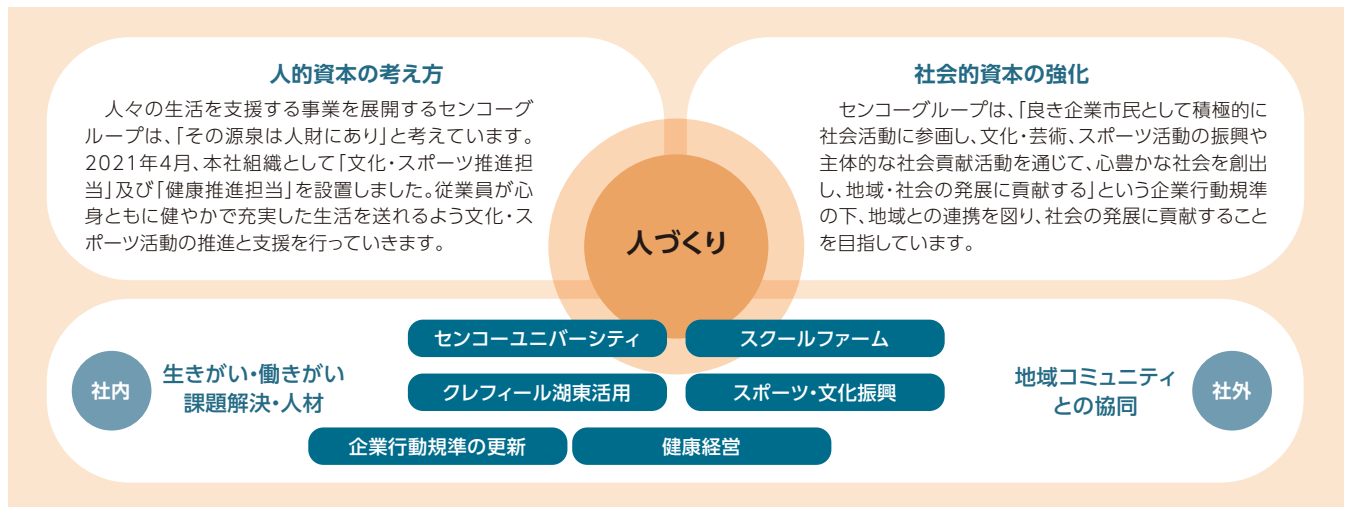 人的資本の考え方
人々の生活を支援する事業を展開するセンコーグ
ループは、「その源泉は人財にあり」と考えています。
2021年4月、本社組織として「文化・スポーツ推進担
当」及び「健康推進担当」を設置しました。従業員が心
身ともに健やかで充実した生活を送れるよう文化・ス
ポーツ活動の推進と支援を行っていきます。
社会的資本の強化
センコーグループは、「良き企業市民として積極的に
社会活動に参画し、文化・芸術、スポーツ活動の振興や
主体的な社会貢献活動を通じて、心豊かな社会を創出
し、地域・社会の発展に貢献する」という企業行動規準
の下、地域との連携を図り、社会の発展に貢献すること
を目指しています。
人づくり
社内
生きがい・働きがい
課題解決・人材
センコーユニバーシティ
スクールファーム
クレフィール湖東活用
スポーツ・文化振興
企業行動規準の更新
健康経営
地域コミュニティ
との協同
社外